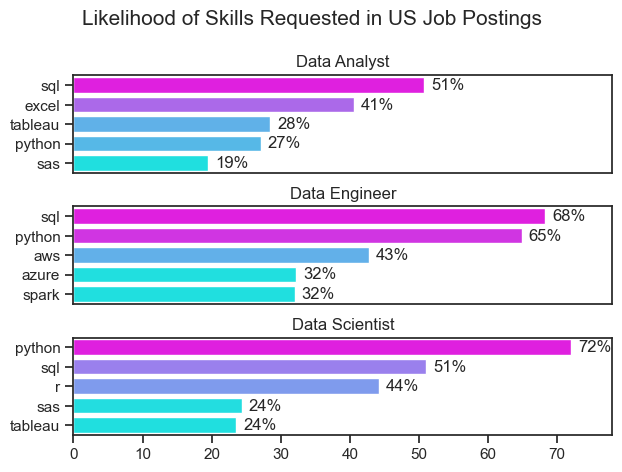 Likelihood of Skills Requested in US Job Postings
Data Analyst
sql 51%
excel 41%
tableau 28%
python 27%
sas 19%
Data Engineer
sql 68%
python 65%
aws 43%
azure 32%
spark 32%
Data Scientist
python 72%
sql 51%
r 44%
sas 24%
tableau 24%
0 10 20 30 40 50 60 70